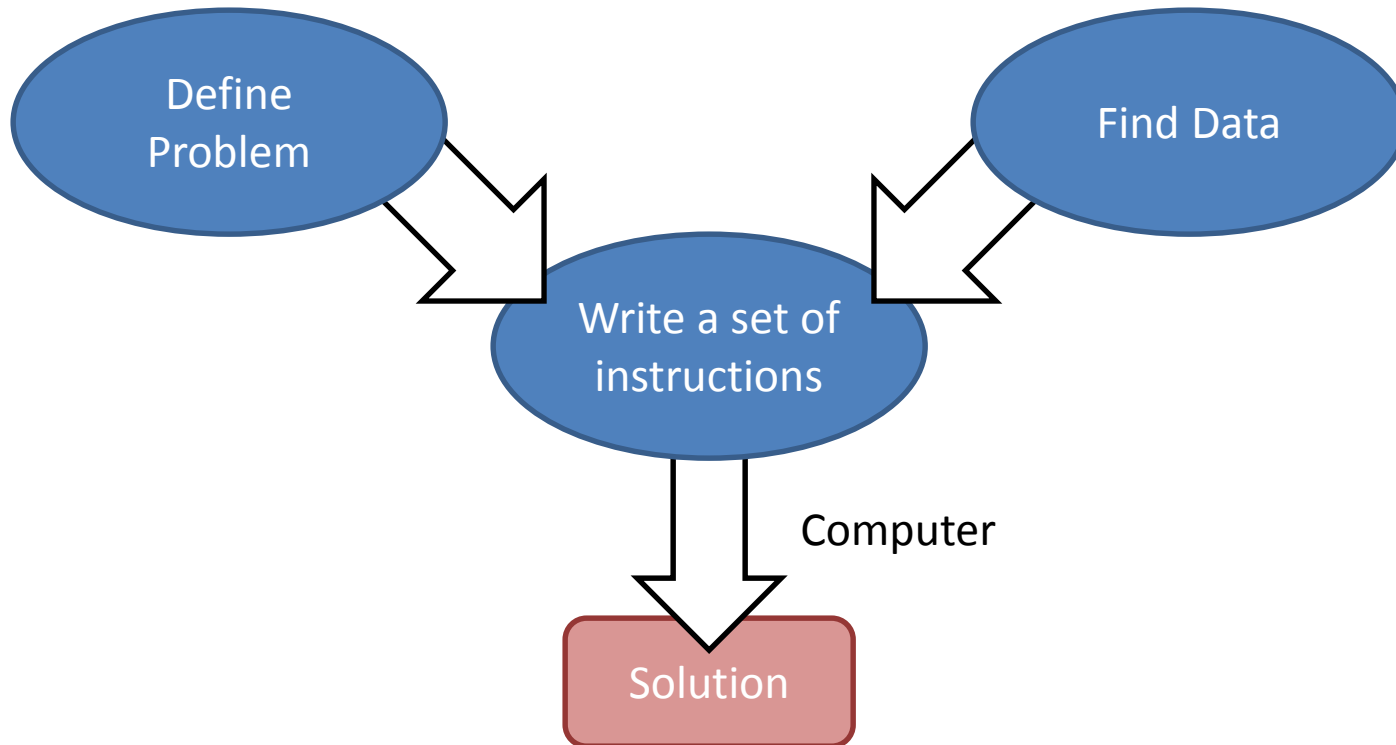 Define
Problem
Find Data
Write a set of
instructions
Computer
Solution